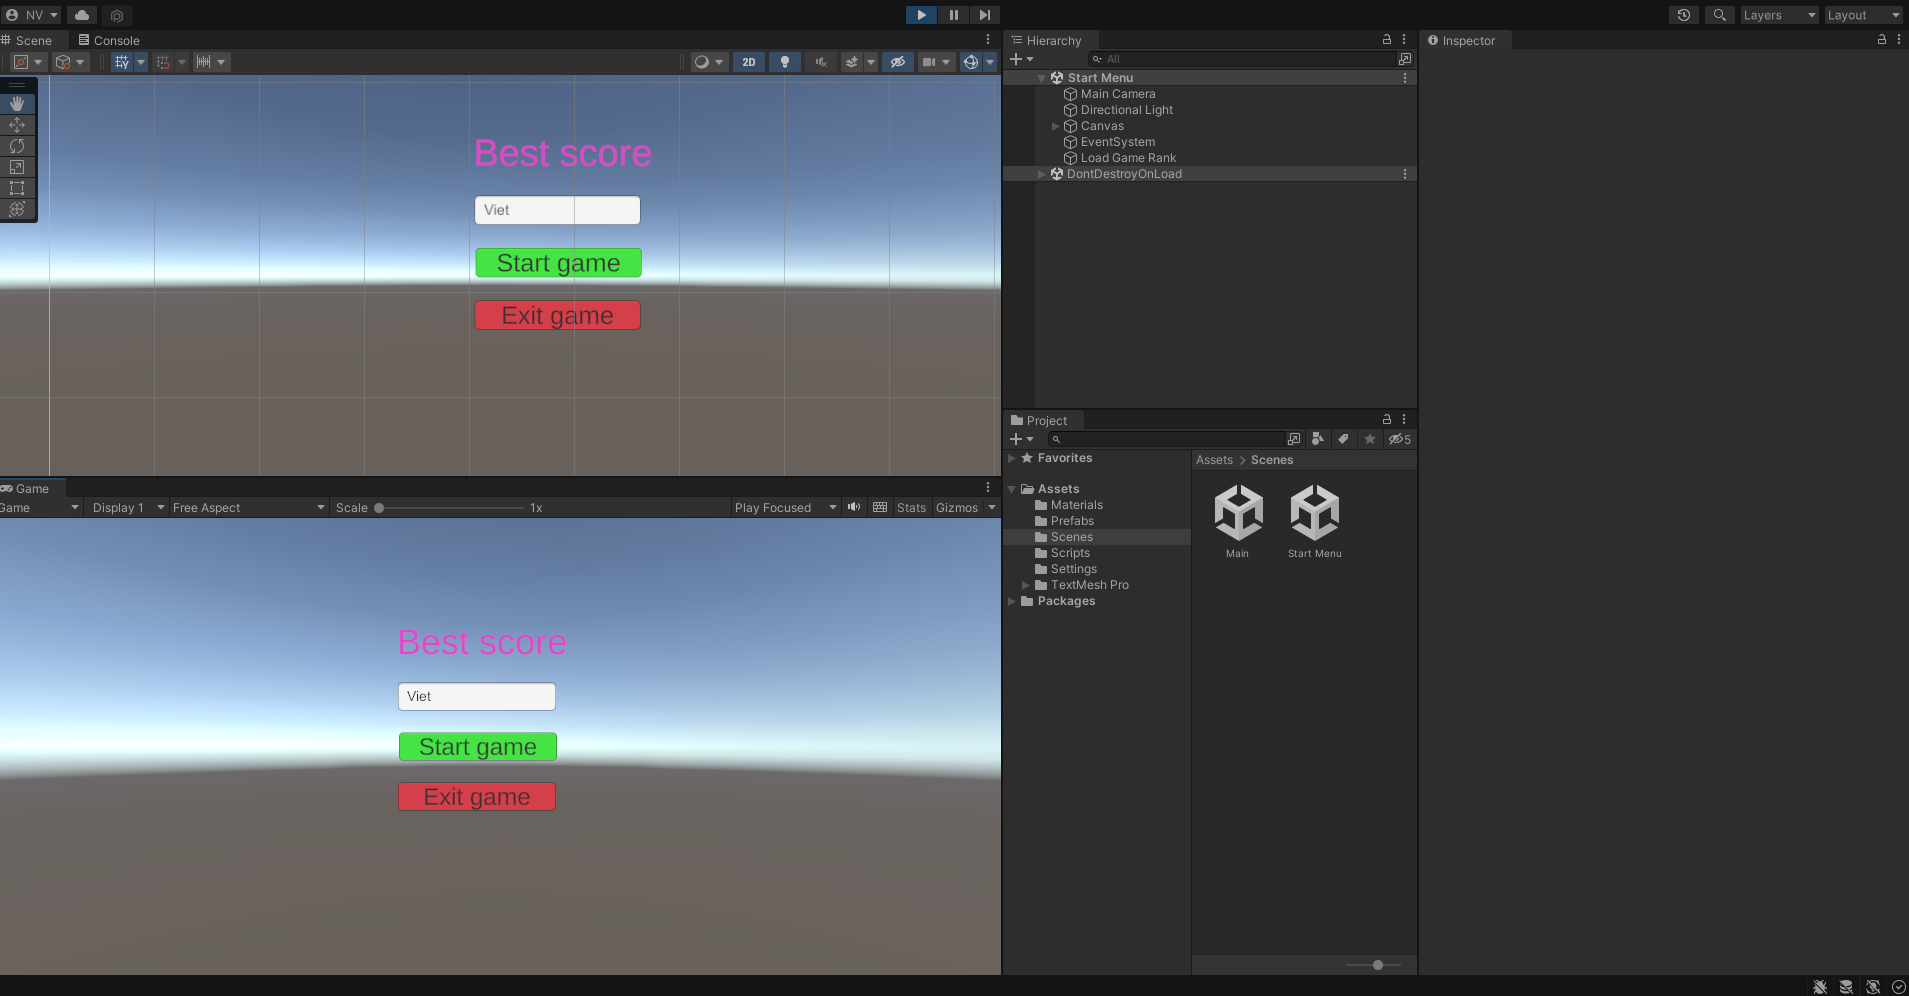 NV
Layers
Layout
Scene
Console
2D
Best score
Viet
Start game
Exit game
Game
Game
Display 1
Free Aspect
Scale
1x
Play Focused
Stats
Gizmos
Best score
Viet
Start game
Exit game
Hierarchy
All
Start Menu
Main Camera
Directional Light
Canvas
EventSystem
Load Game Rank
DontDestroyOnLoad
Project
5
Favorites
Assets
Materials
Prefabs
Scenes
Scripts
Settings
TextMesh Pro
Packages
Assets > Scenes
Main
Start Menu
Inspector